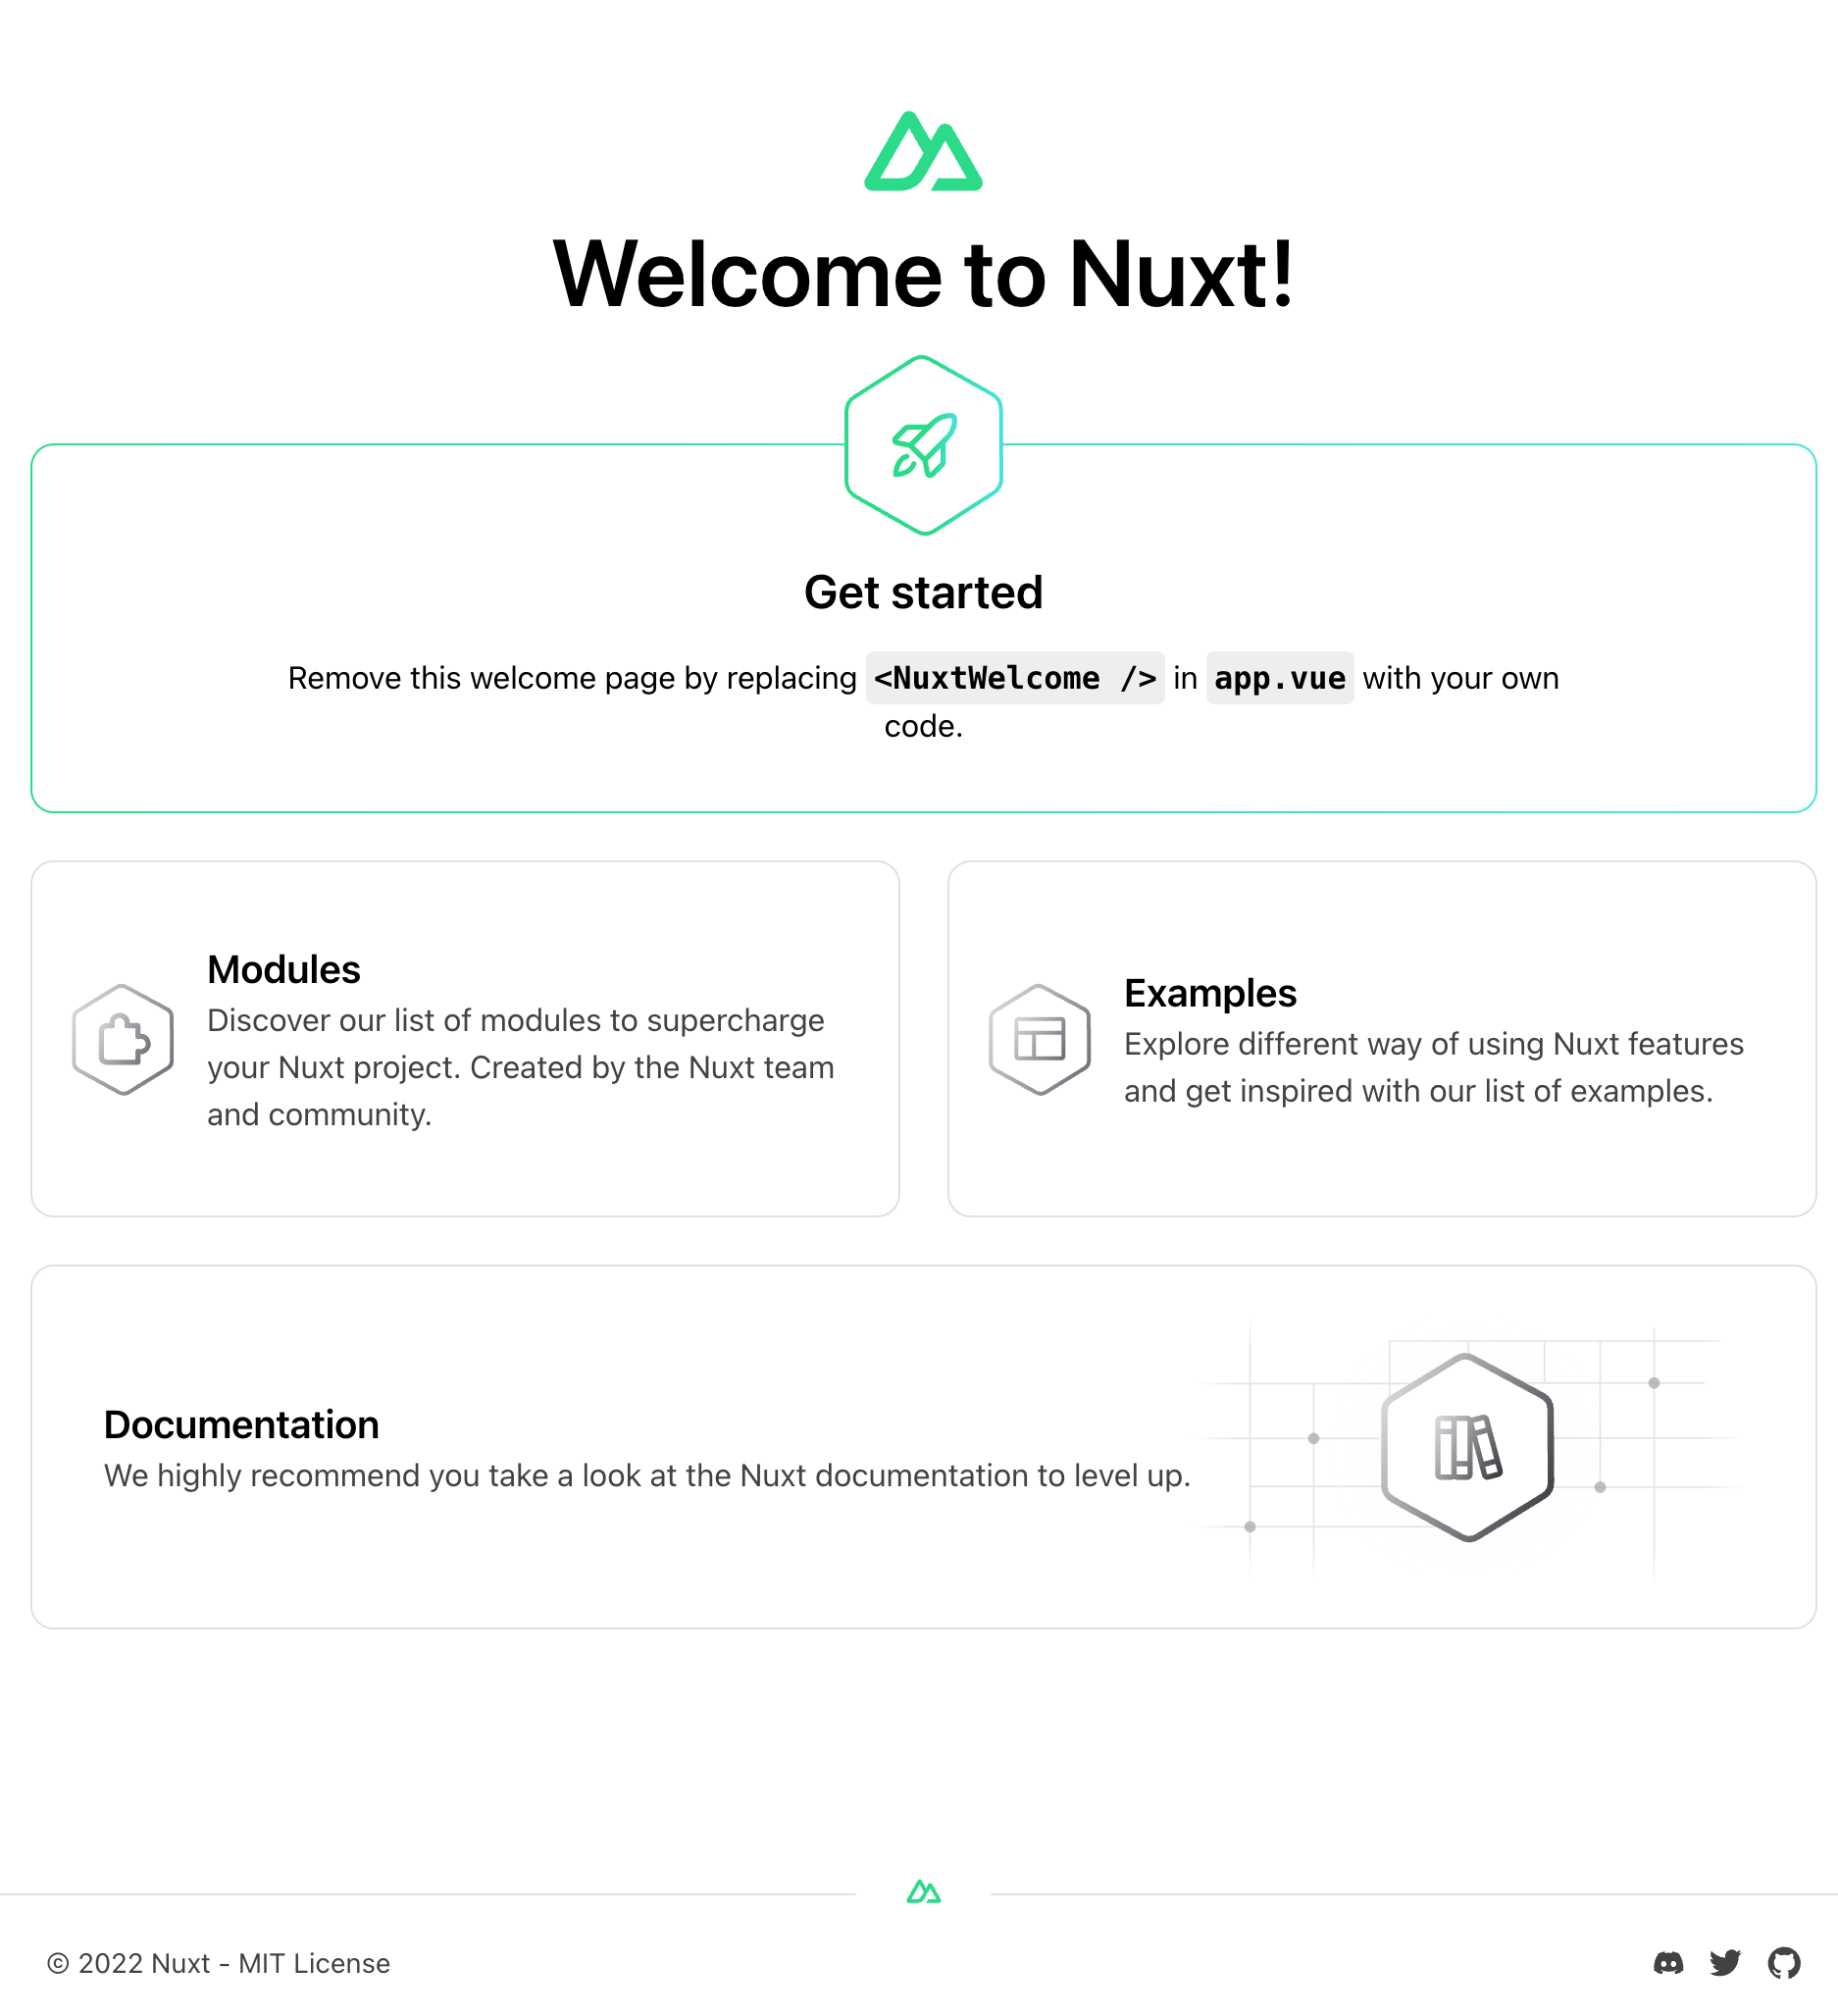 Welcome to Nuxt!
Get started
Remove this welcome page by replacing <NuxtWelcome /> in app.vue with your own
code.
Modules
Discover our list of modules to supercharge
your Nuxt project. Created by the Nuxt team
and community.
Examples
Explore different way of using Nuxt features
and get inspired with our list of examples.
Documentation
We highly recommend you take a look at the Nuxt documentation to level up.
© 2022 Nuxt - MIT License